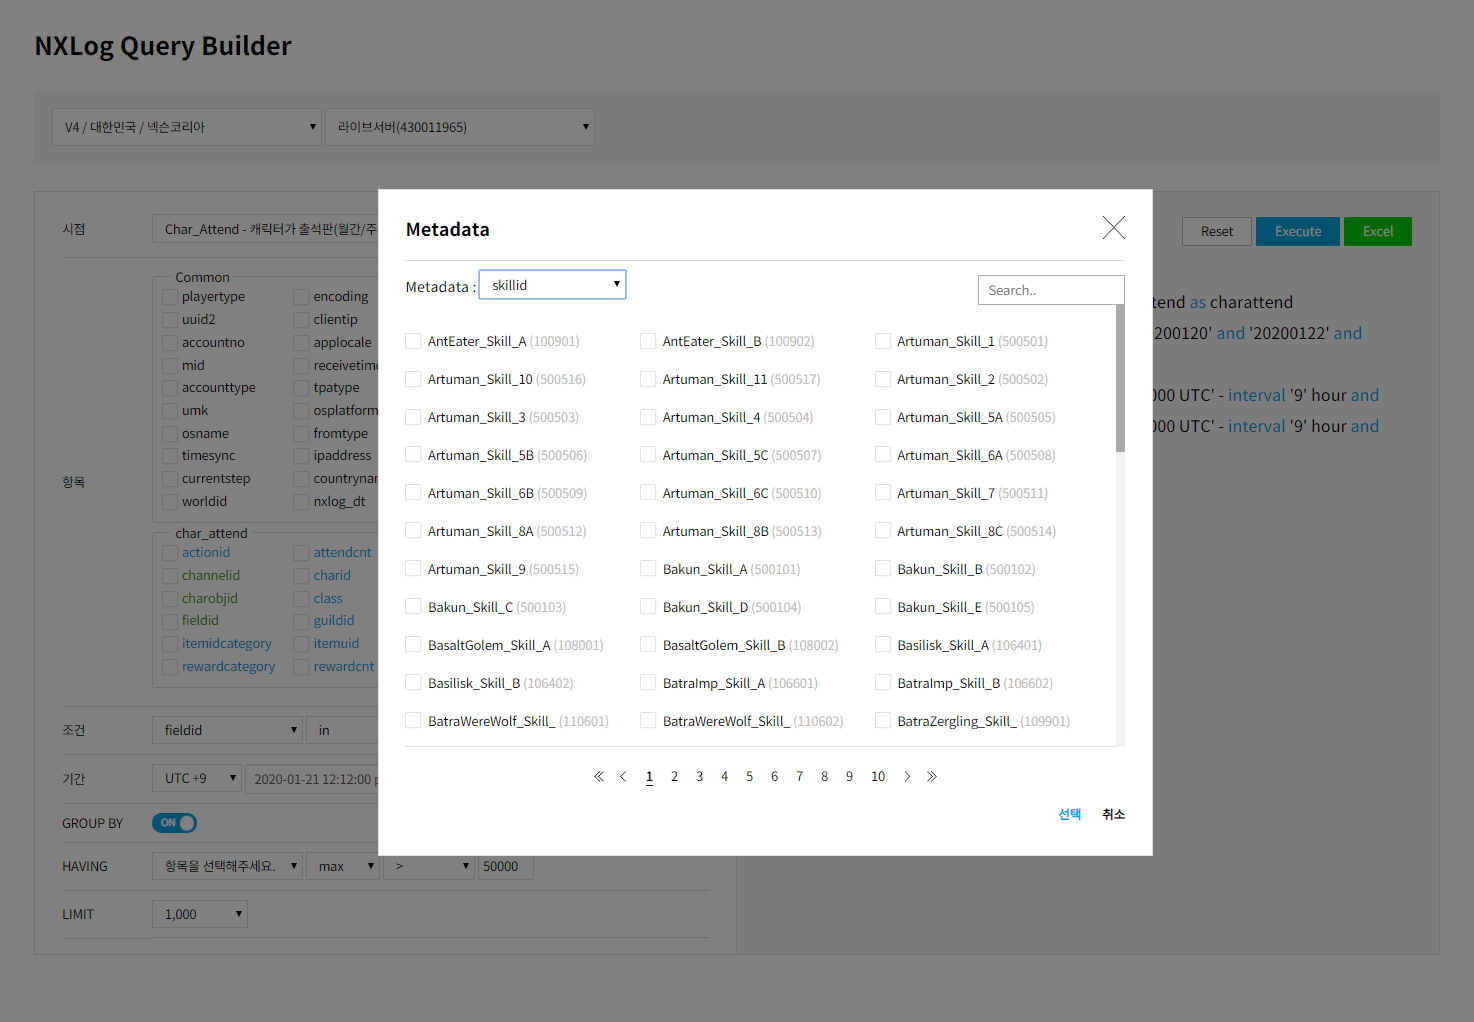 NXLog Query Builder
V4 / 대한민국 / 넥슨코리아
라이브서버(430011965)
시점
Char_Attend - 캐릭터가 출석판(월간/주
Reset
Execute
Excel
항목
Common
playertype
encoding
uuid2
clientip
accountno
applocale
mid
receivetime
accounttype
tpatype
umk
osplatform
osname
fromtype
timesync
ipaddress
currentstep
countrynar
worldid
nxlog_dt
char_attend
actionid
attendcnt
channelid
charid
charobjid
class
fieldid
guildid
itemidcategory
itemuid
rewardcategory
rewardcnt
조건
fieldid
in
기간
UTC +9
2020-01-21 12:12:00 p
GROUP BY
ON
HAVING
항목을 선택해주세요.
max
>
50000
LIMIT
1,000
tend as charattend
200120' and '20200122' and
000 UTC' - interval '9' hour and
000 UTC' - interval '9' hour and
Metadata
Metadata : skillid
Search..
AntEater_Skill_A (100901)
AntEater_Skill_B (100902)
Artuman_Skill_1 (500501)
Artuman_Skill_10 (500516)
Artuman_Skill_11 (500517)
Artuman_Skill_2 (500502)
Artuman_Skill_3 (500503)
Artuman_Skill_4 (500504)
Artuman_Skill_5A (500505)
Artuman_Skill_5B (500506)
Artuman_Skill_5C (500507)
Artuman_Skill_6A (500508)
Artuman_Skill_6B (500509)
Artuman_Skill_6C (500510)
Artuman_Skill_7 (500511)
Artuman_Skill_8A (500512)
Artuman_Skill_8B (500513)
Artuman_Skill_8C (500514)
Artuman_Skill_9 (500515)
Bakun_Skill_A (500101)
Bakun_Skill_B (500102)
Bakun_Skill_C (500103)
Bakun_Skill_D (500104)
Bakun_Skill_E (500105)
BasaltGolem_Skill_A (108001)
BasaltGolem_Skill_B (108002)
Basilisk_Skill_A (106401)
Basilisk_Skill_B (106402)
BatraImp_Skill_A (106601)
BatraImp_Skill_B (106602)
BatraWereWolf_Skill_ (110601)
BatraWereWolf_Skill_ (110602)
BatraZergling_Skill_ (109901)
1 2 3 4 5 6 7 8 9 10
선택
취소